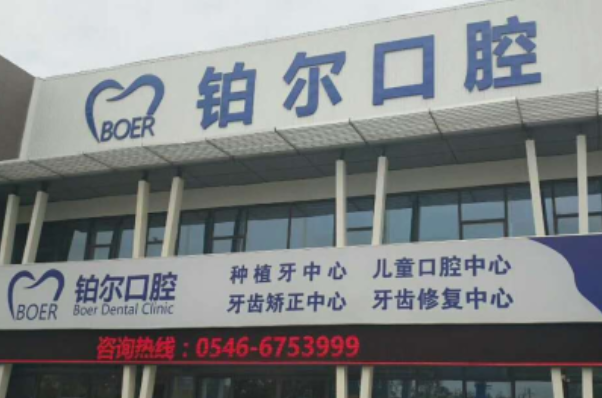 BOER
铂尔口腔
BOER
铂尔口腔
Boer Dental Clinic
种植牙中心 儿童口腔中心
牙齿矫正中心 牙齿修复中心
咨询热线：0546-6753999